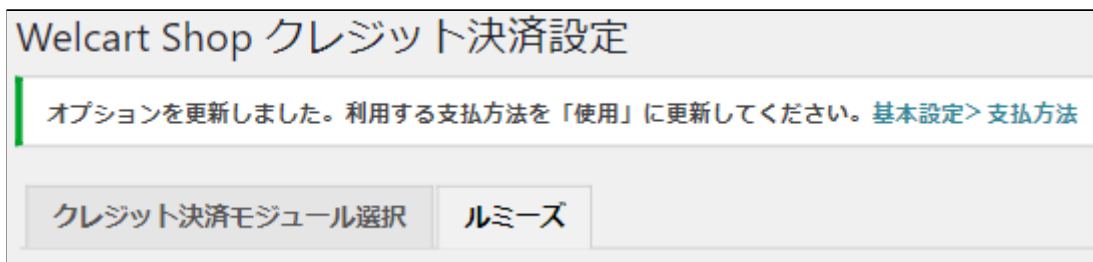 Welcart Shop クレジット決済設定
オプションを更新しました。利用する支払方法を「使用」に更新してください。基本設定> 支払方法
クレジット決済モジュール選択 ルミーズ